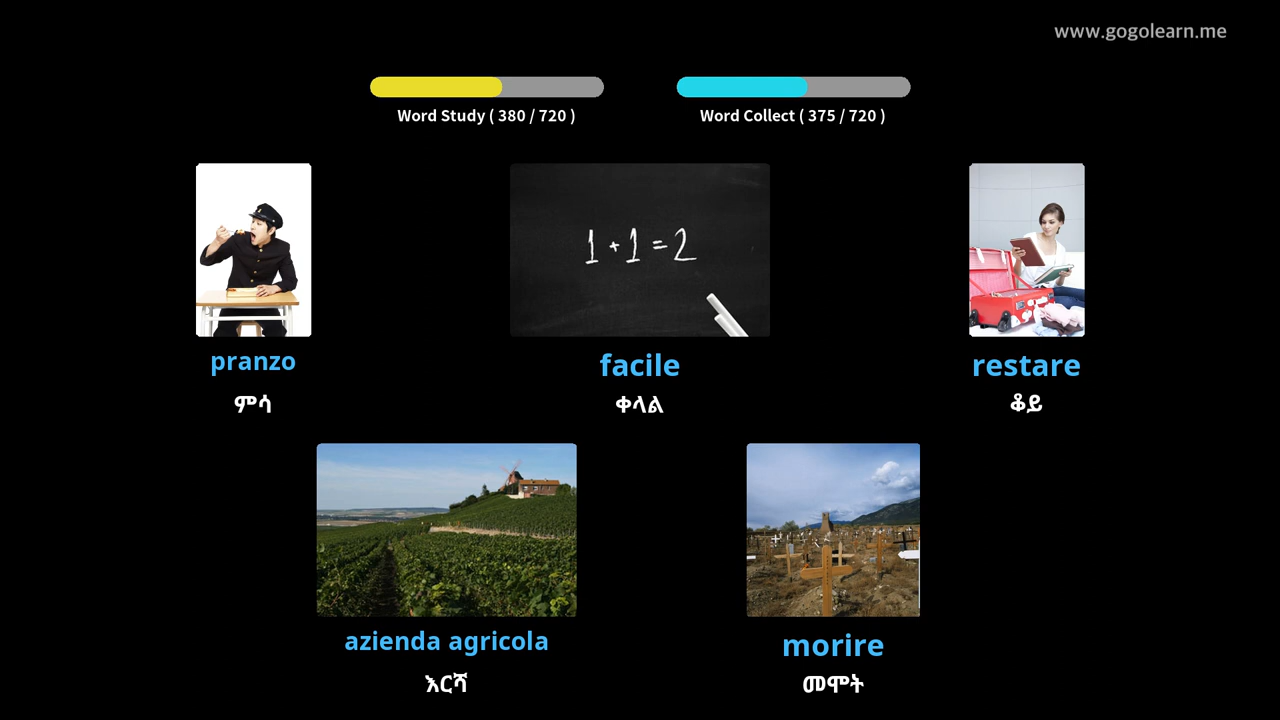 www.gogolearn.me
Word Study ( 380 / 720 )
Word Collect ( 375 / 720 )
1 + 1 = 2
pranzo
ምሳ
facile
ቀላል
restare
ቆይ
azienda agricola
እርሻ
morire
መሞት